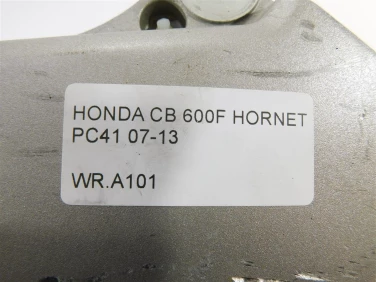 HONDA CB 600F HORNET
PC41 07-13
WR.A101